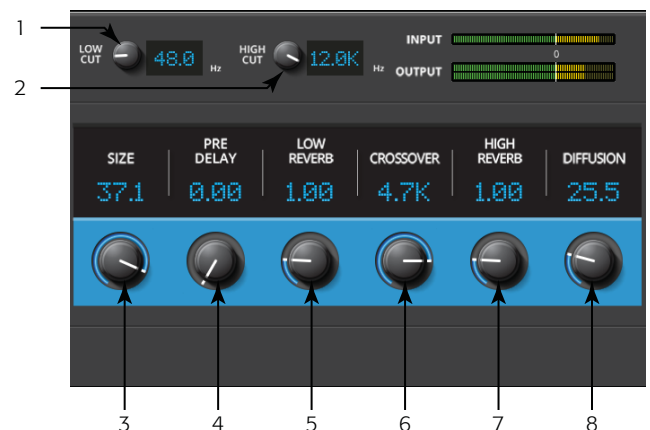 1
2
LOW CUT 48.0 Hz
HIGH CUT 12.0K Hz
INPUT
0
OUTPUT
SIZE
PRE DELAY
LOW REVERB
CROSSOVER
HIGH REVERB
DIFFUSION
37.1 0.00 1.00 4.7K 1.00 25.5
3 4 5 6 7 8